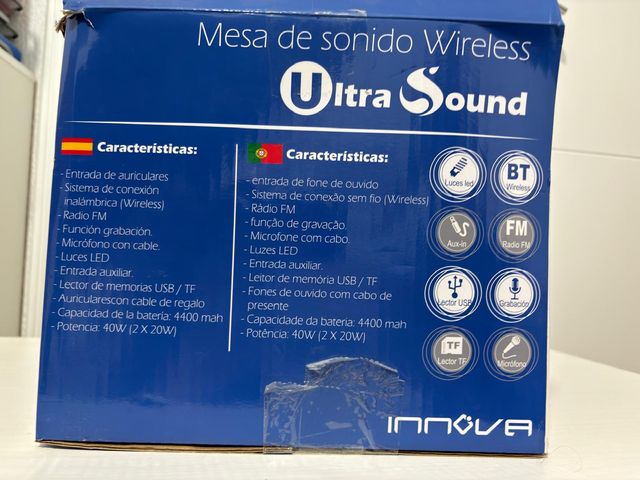 Mesa de sonido Wireless
Ultra Sound
Características:
- Entrada de auriculares
- Sistema de conexión
inalámbrica (Wireless)
- Radio FM
- Función grabación.
- Micrófono con cable.
- Luces LED
- Entrada auxiliar.
- Lector de memorias USB / TF
- Auricularescon cable de regalo
- Capacidad de la batería: 4400 mah
- Potencia: 40W (2 X 20W)
Características:
- entrada de fone de ouvido
- Sistema de conexão sem fio (Wireless)
- Rádio FM
- função de gravação.
- Microfone com cabo.
- Luzes LED
- Entrada auxiliar.
- Leitor de memória USB / TF
- Fones de ouvido com cabo de
presente
- Capacidade da bateria: 4400 mah
- Potência: 40W (2 X 20W)
Luces led
BT
Wireless
Aux-in
FM
Radio FM
Lector USB
Grabación
TF
Lector TF
Micrófono
INNOVA